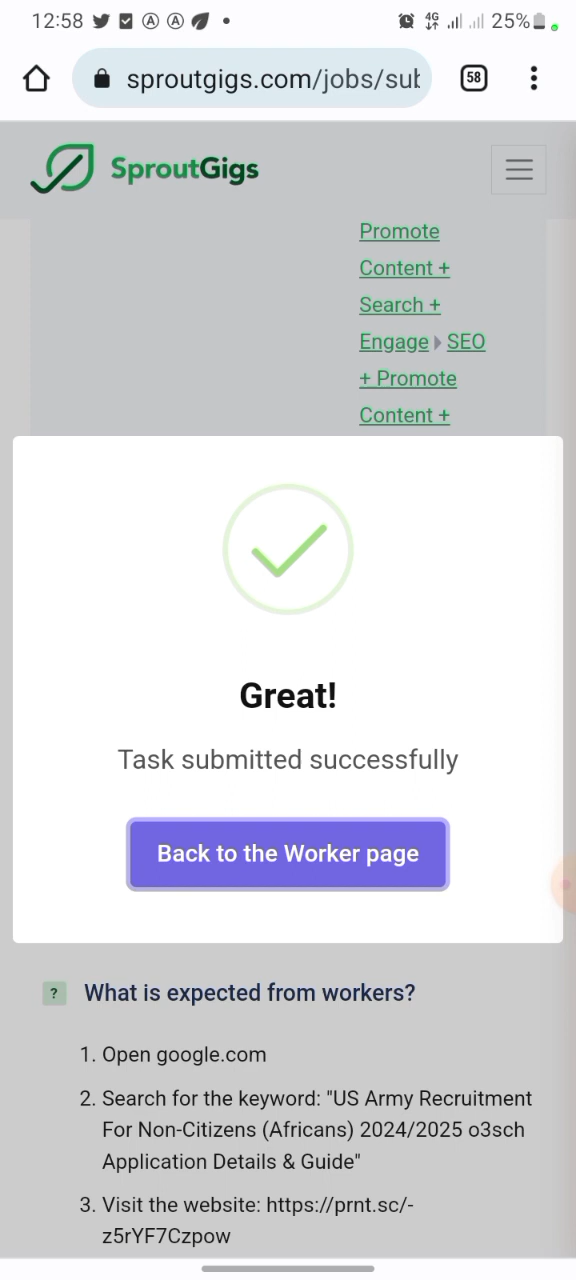 12:58 4G 25%
sproutgigs.com/jobs/sub 58
SproutGigs
Promote
Content +
Search +
Engage SEO
+ Promote
Content +
Great!
Task submitted successfully
Back to the Worker page
? What is expected from workers?
1. Open google.com
2. Search for the keyword: "US Army Recruitment
For Non-Citizens (Africans) 2024/2025 o3sch
Application Details & Guide"
3. Visit the website: https://prnt.sc/-
z5rYF7Czpow